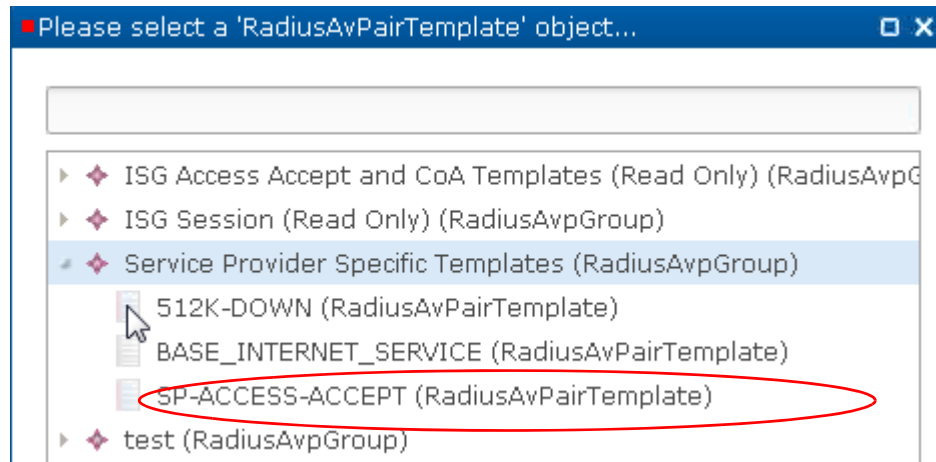 Please select a 'RadiusAvPairTemplate' object...
ISG Access Accept and CoA Templates (Read Only) (RadiusAvpG
ISG Session (Read Only) (RadiusAvpGroup)
Service Provider Specific Templates (RadiusAvpGroup)
512K-DOWN (RadiusAvPairTemplate)
BASE_INTERNET_SERVICE (RadiusAvPairTemplate)
SP-ACCESS-ACCEPT (RadiusAvPairTemplate)
test (RadiusAvpGroup)